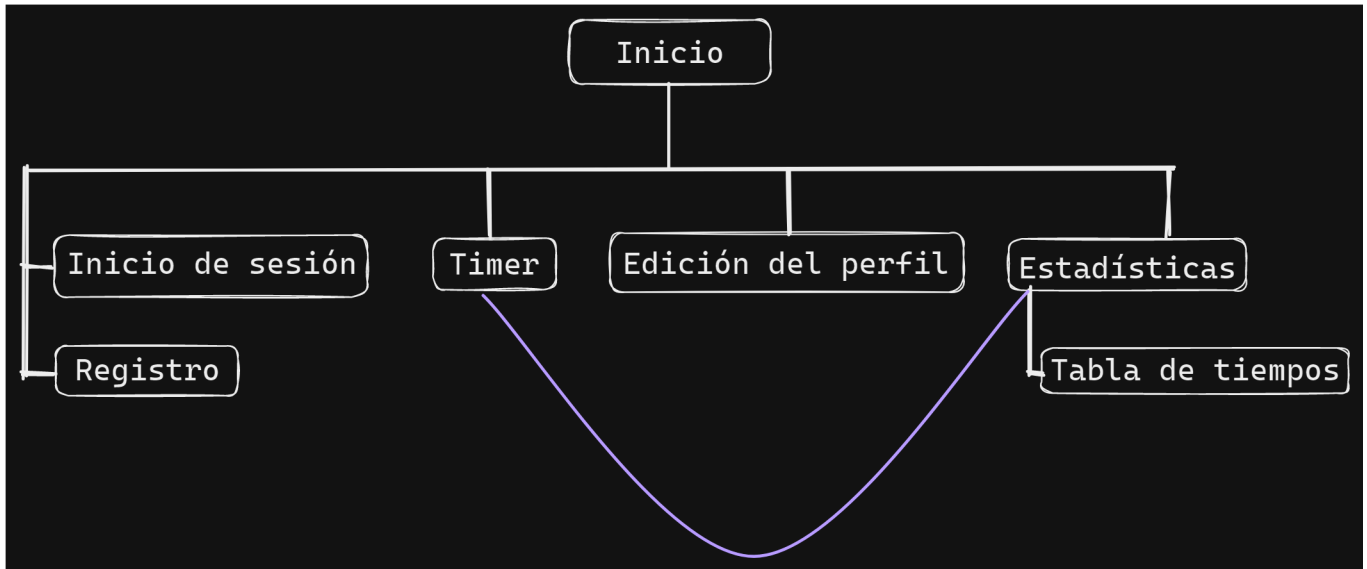 Inicio
Inicio de sesión
Timer
Edición del perfil
Estadísticas
Registro
Tabla de tiempos